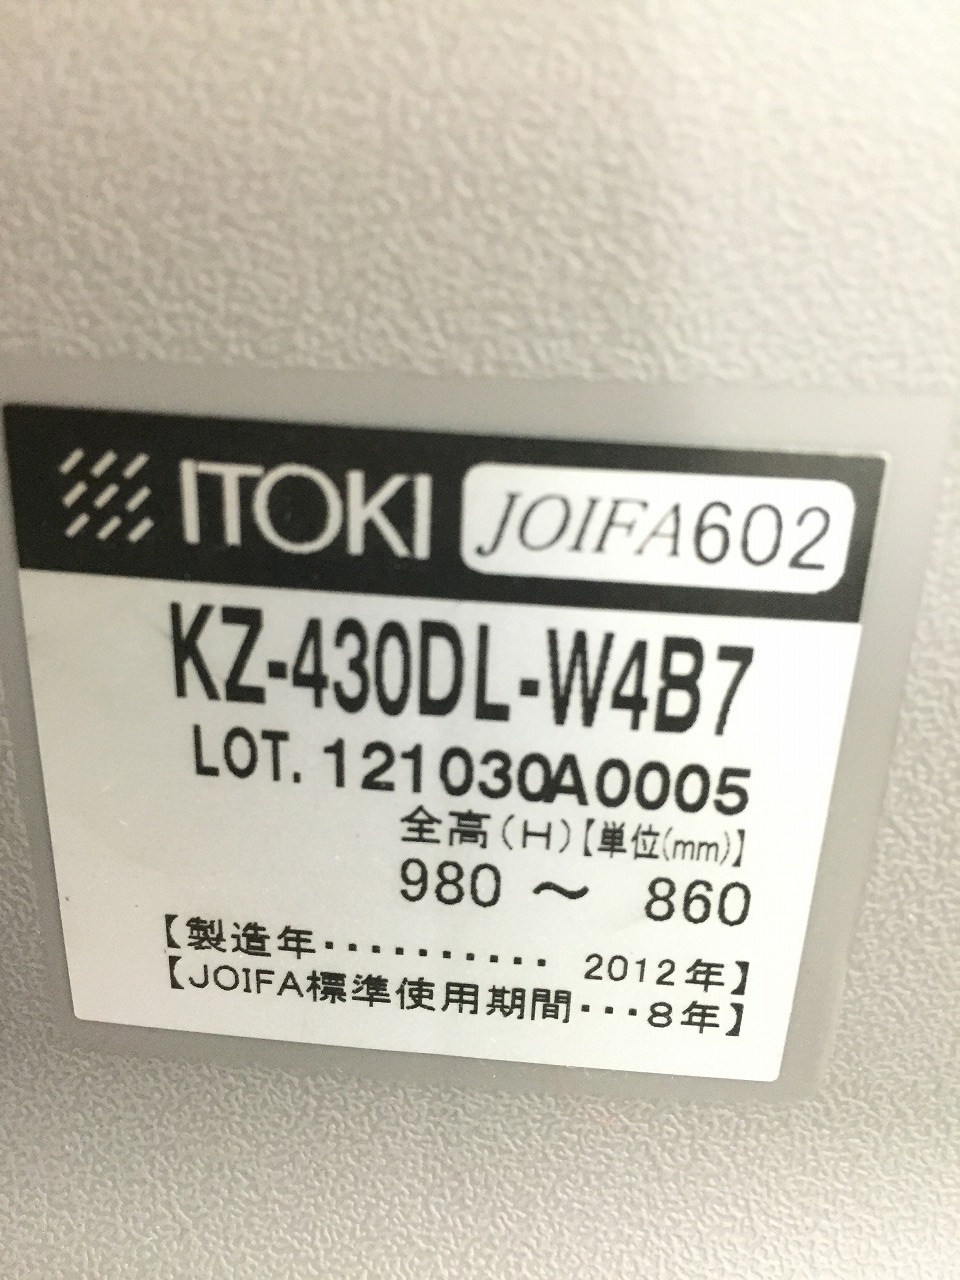 ITOKI JOIFA602
KZ-430DL-W4B7
LOT. 121030A0005
全高(H)【単位(mm)】
980 ～ 860
【製造年・・・・・・・・・・ 2012年】
【JOIFA標準使用期間・・・8年】